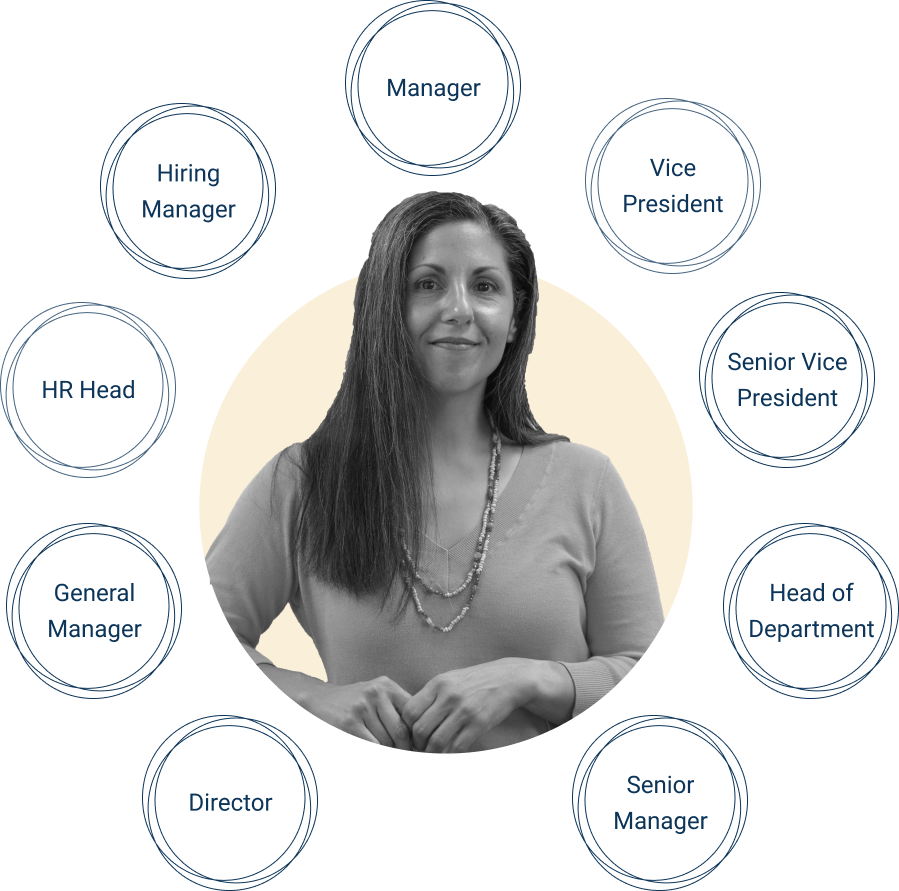 Manager
Hiring
Manager
Vice
President
HR Head
Senior Vice
President
General
Manager
Head of
Department
Director
Senior
Manager